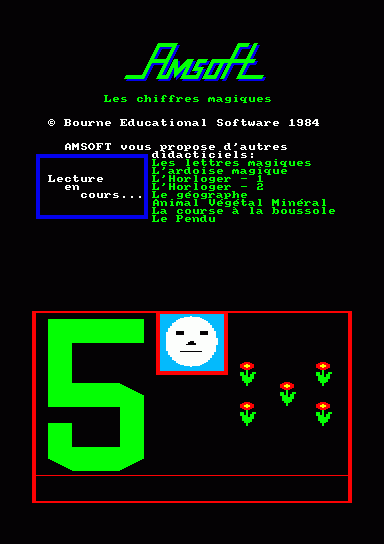 Amsoft
Les chiffres magiques
© Bourne Educational Software 1984
AMSOFT vous propose d'autres
didacticiels:
Les lettres magiques
L'ardoise magique
L'Horloger - 1
L'Horloger - 2
Le géographe
Animal Végétal Minéral
La course à la boussole
Le Pendu
Lecture
en
cours...
5